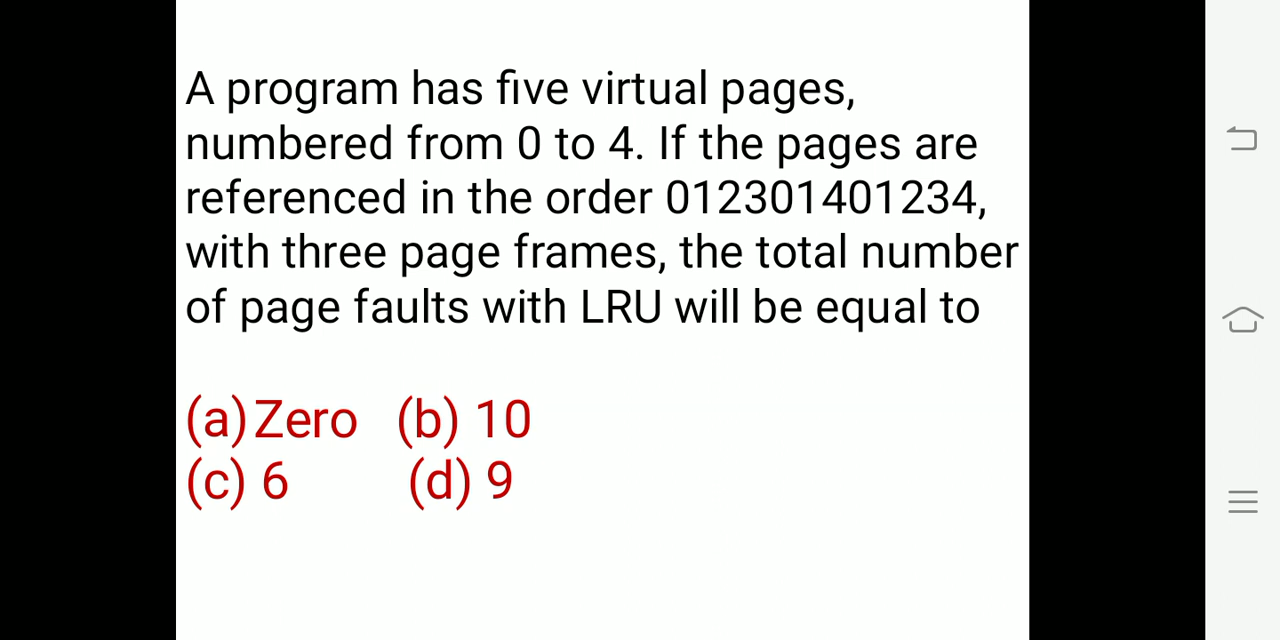 A program has five virtual pages,
numbered from 0 to 4. If the pages are
referenced in the order 012301401234,
with three page frames, the total number
of page faults with LRU will be equal to
(a) Zero (b) 10
(c) 6 (d) 9